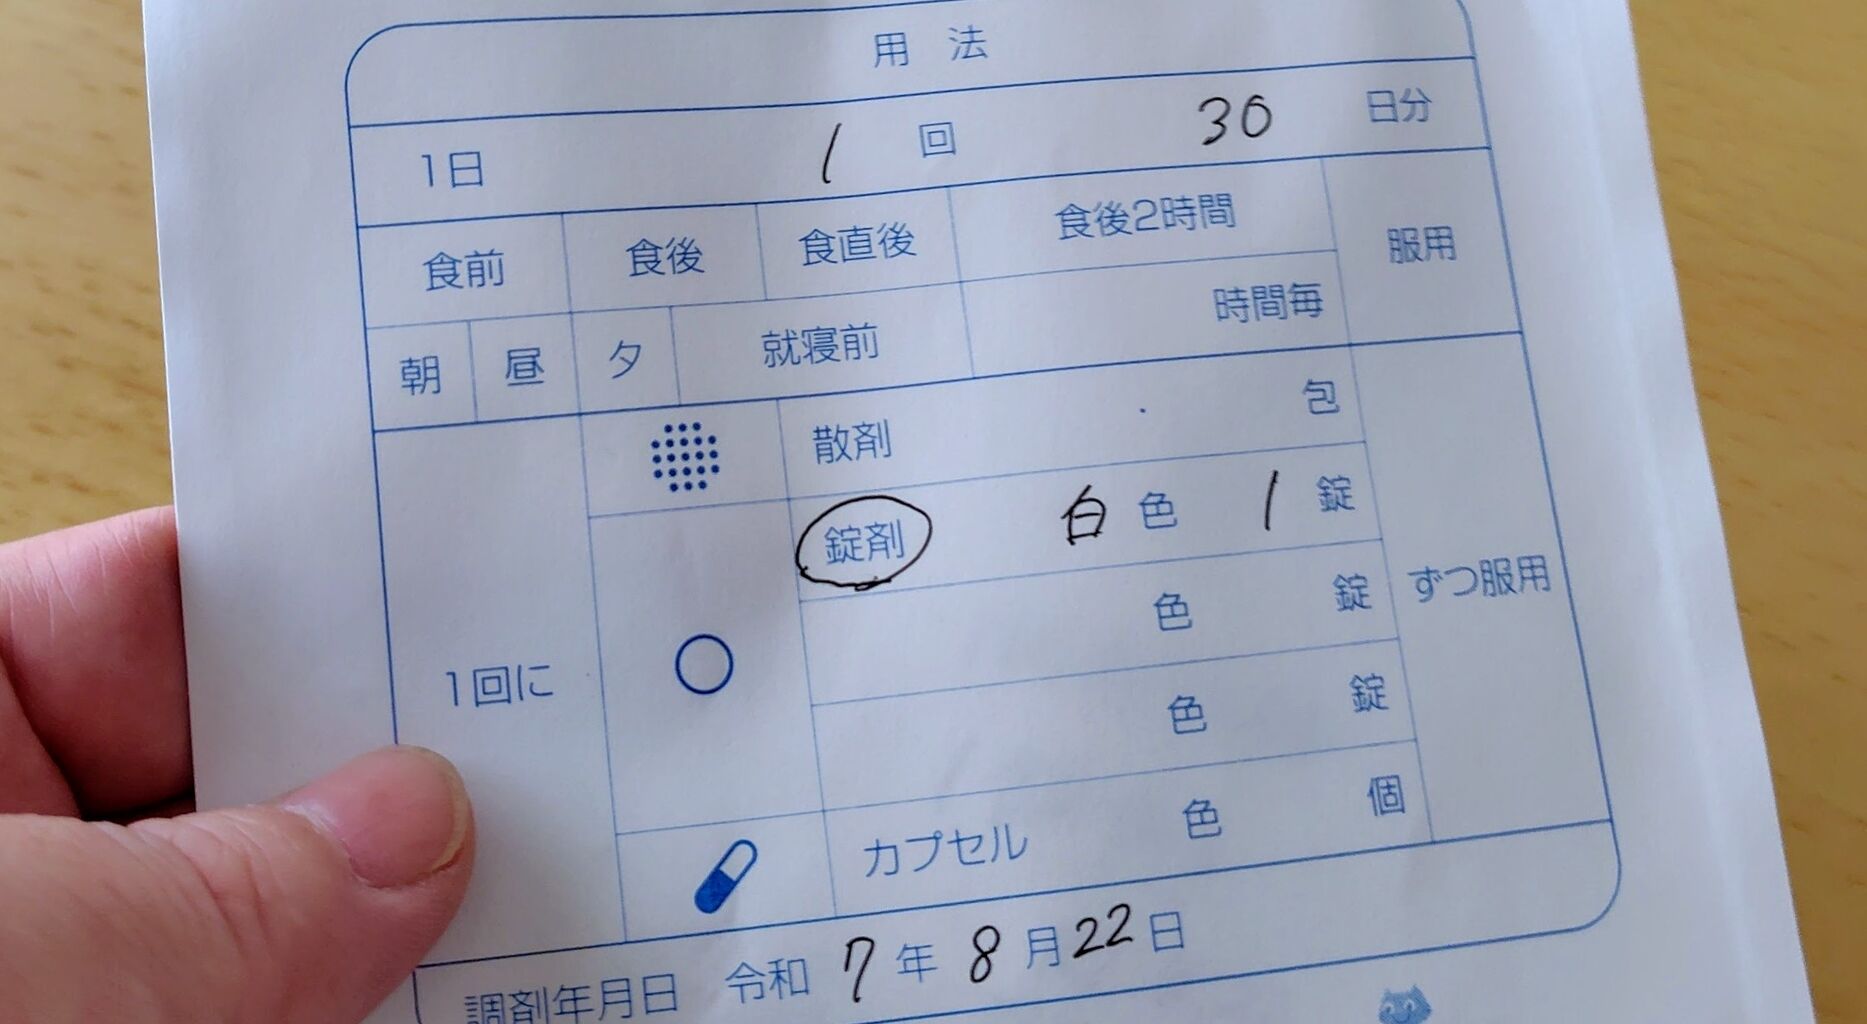 用 法
1日 1 回 30 日分
食前 食後 食直後 食後2時間 服用
朝 昼 夕 就寝前 時間毎
散剤 包
錠剤 白 色 1 錠
色 錠 ずつ服用
1回に
色 錠
カプセル 色 個
調剤年月日 令和 7 年 8 月 22 日